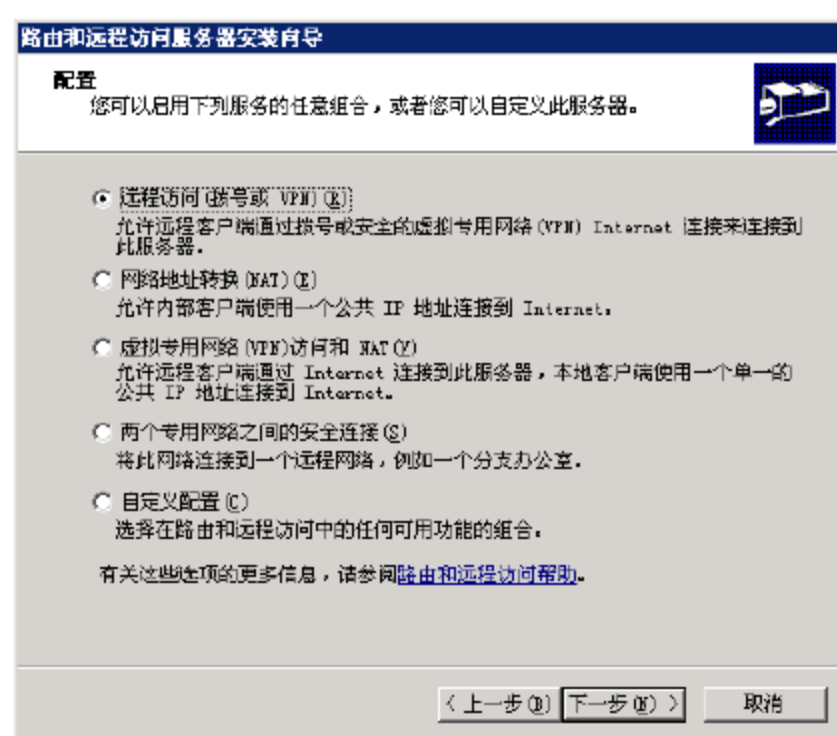 路由和远程访问服务器安装向导
配置
您可以启用下列服务的任意组合，或者您可以自定义此服务器。
远程访问(拨号或 VPN)(R)
允许远程客户端通过拨号或安全的虚拟专用网络(VPN) Internet 连接来连接到
此服务器。
网络地址转换(NAT)(E)
允许内部客户端使用一个公共 IP 地址连接到 Internet。
虚拟专用网络(VPN)访问和 NAT(V)
允许远程客户端通过 Internet 连接到此服务器，本地客户端使用一个单一的
公共 IP 地址连接到 Internet。
两个专用网络之间的安全连接(S)
将此网络连接到一个远程网络，例如一个分支办公室。
自定义配置(C)
选择在路由和远程访问中的任何可用功能的组合。
有关这些选项的更多信息，请参阅路由和远程访问帮助。
< 上一步(B) 下一步(N) > 取消